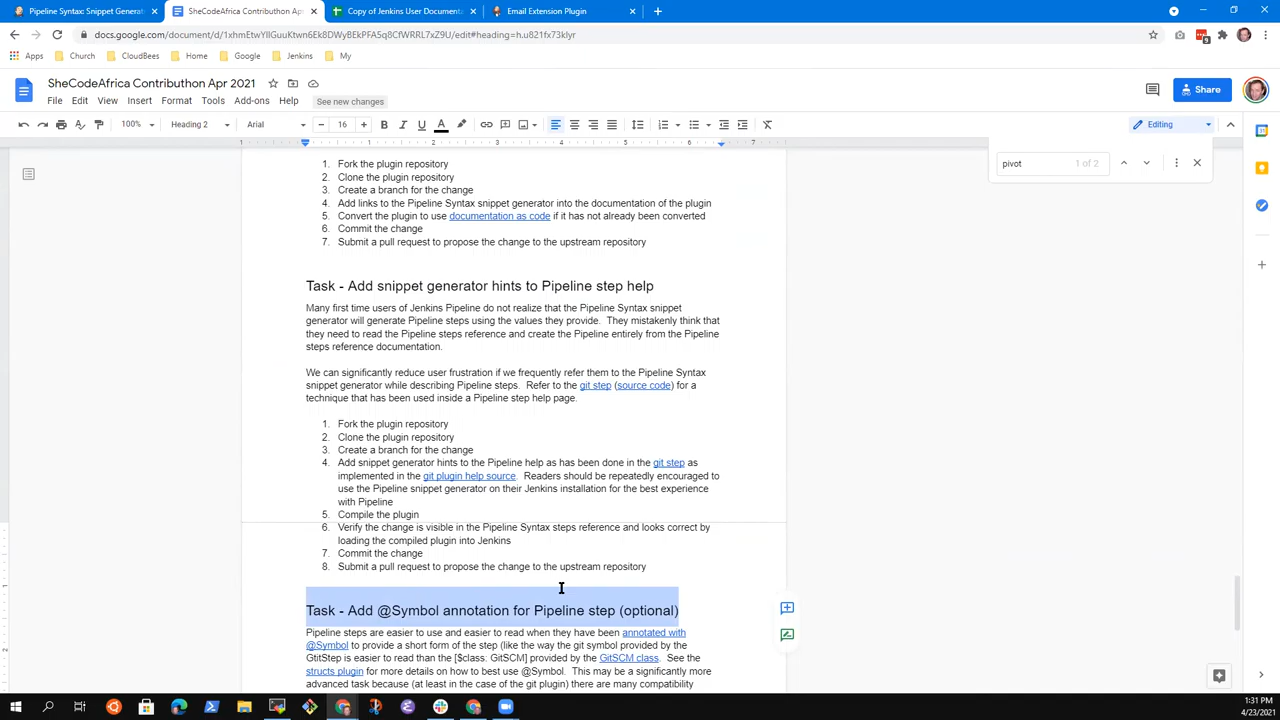 Pipeline Syntax: Snippet Generat
SheCodeAfrica Contributhon Apr
Copy of Jenkins User Documenta
Email Extension Plugin
docs.google.com/document/d/1xhmEtwYIlGuuKtwn6Ek8DWyBEkPFA5q8CfWRRL7xZ9U/edit#heading=h.u821fx73klyr
Apps
Church
CloudBees
Home
Google
Jenkins
My
SheCodeAfrica Contributhon Apr 2021
Share
File Edit View Insert Format Tools Add-ons Help
See new changes
100%
Heading 2
Arial
16
Editing
1 2 3 4 5 6 7
pivot
1 of 2
1. Fork the plugin repository
2. Clone the plugin repository
3. Create a branch for the change
4. Add links to the Pipeline Syntax snippet generator into the documentation of the plugin
5. Convert the plugin to use documentation as code if it has not already been converted
6. Commit the change
7. Submit a pull request to propose the change to the upstream repository
Task - Add snippet generator hints to Pipeline step help
Many first time users of Jenkins Pipeline do not realize that the Pipeline Syntax snippet
generator will generate Pipeline steps using the values they provide. They mistakenly think that
they need to read the Pipeline steps reference and create the Pipeline entirely from the Pipeline
steps reference documentation.
We can significantly reduce user frustration if we frequently refer them to the Pipeline Syntax
snippet generator while describing Pipeline steps. Refer to the git step (source code) for a
technique that has been used inside a Pipeline step help page.
1. Fork the plugin repository
2. Clone the plugin repository
3. Create a branch for the change
4. Add snippet generator hints to the Pipeline help as has been done in the git step as
implemented in the git plugin help source. Readers should be repeatedly encouraged to
use the Pipeline snippet generator on their Jenkins installation for the best experience
with Pipeline
5. Compile the plugin
6. Verify the change is visible in the Pipeline Syntax steps reference and looks correct by
loading the compiled plugin into Jenkins
7. Commit the change
8. Submit a pull request to propose the change to the upstream repository
Task - Add @Symbol annotation for Pipeline step (optional)
Pipeline steps are easier to use and easier to read when they have been annotated with
@Symbol to provide a short form of the step (like the way the git symbol provided by the
GtitStep is easier to read than the [$class: GitSCM] provided by the GitSCM class. See the
structs plugin for more details on how to best use @Symbol. This may be a significantly more
advanced task because (at least in the case of the git plugin) there are many compatibility
1:31 PM
4/23/2021